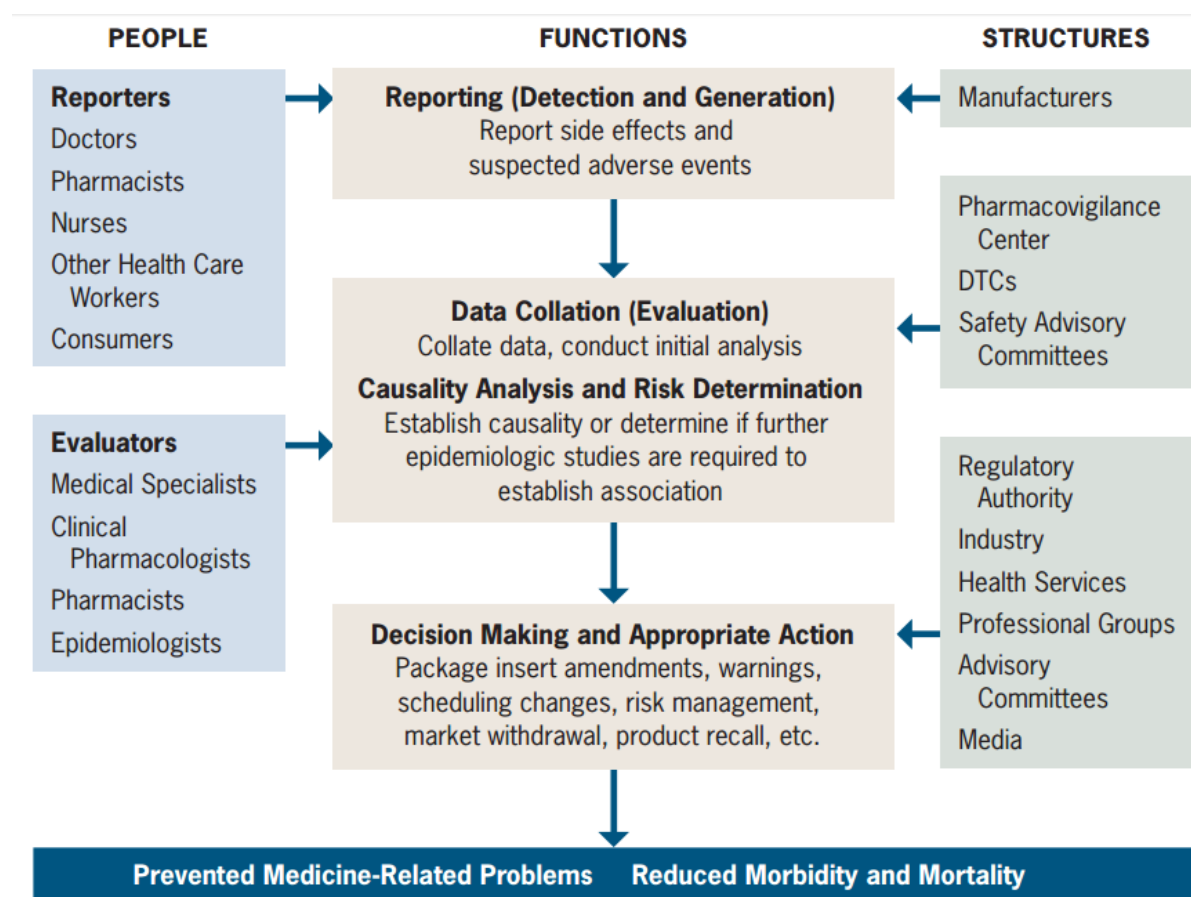 PEOPLE
FUNCTIONS
STRUCTURES
Reporters
Doctors
Pharmacists
Nurses
Other Health Care
Workers
Consumers
Evaluators
Medical Specialists
Clinical
Pharmacologists
Pharmacists
Epidemiologists
Reporting (Detection and Generation)
Report side effects and
suspected adverse events
Data Collation (Evaluation)
Collate data, conduct initial analysis
Causality Analysis and Risk Determination
Establish causality or determine if further
epidemiologic studies are required to
establish association
Decision Making and Appropriate Action
Package insert amendments, warnings,
scheduling changes, risk management,
market withdrawal, product recall, etc.
Manufacturers
Pharmacovigilance
Center
DTCs
Safety Advisory
Committees
Regulatory
Authority
Industry
Health Services
Professional Groups
Advisory
Committees
Media
Prevented Medicine-Related Problems Reduced Morbidity and Mortality